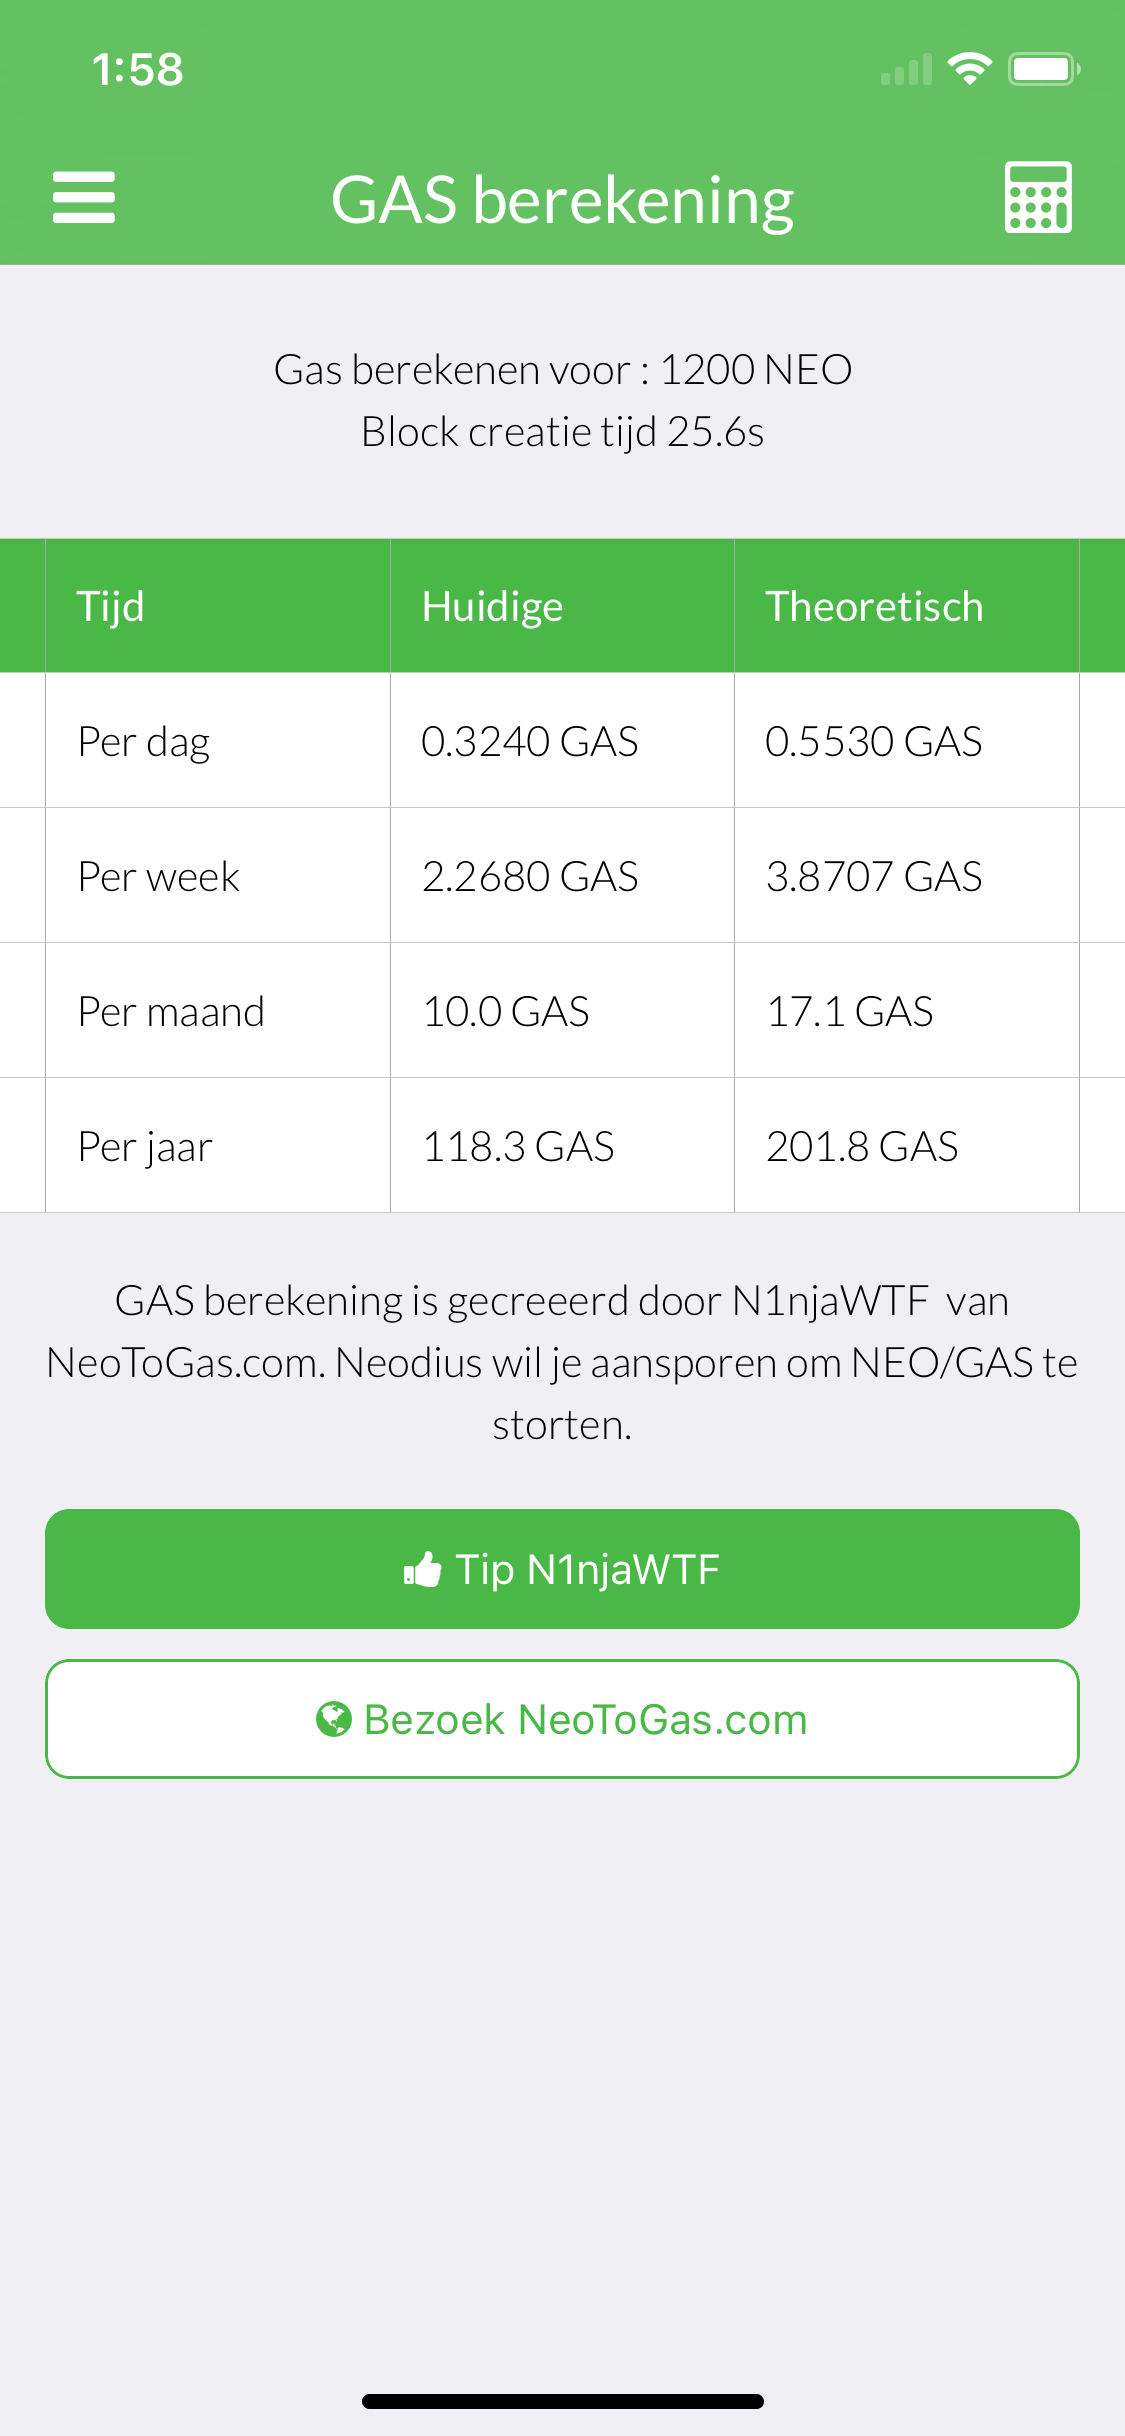 1:58
GAS berekening
Gas berekenen voor : 1200 NEO
Block creatie tijd 25.6s
Tijd Huidige Theoretisch
Per dag 0.3240 GAS 0.5530 GAS
Per week 2.2680 GAS 3.8707 GAS
Per maand 10.0 GAS 17.1 GAS
Per jaar 118.3 GAS 201.8 GAS
GAS berekening is gecreeerd door N1njaWTF van
NeoToGas.com. Neodius wil je aansporen om NEO/GAS te
storten.
Tip N1njaWTF
Bezoek NeoToGas.com